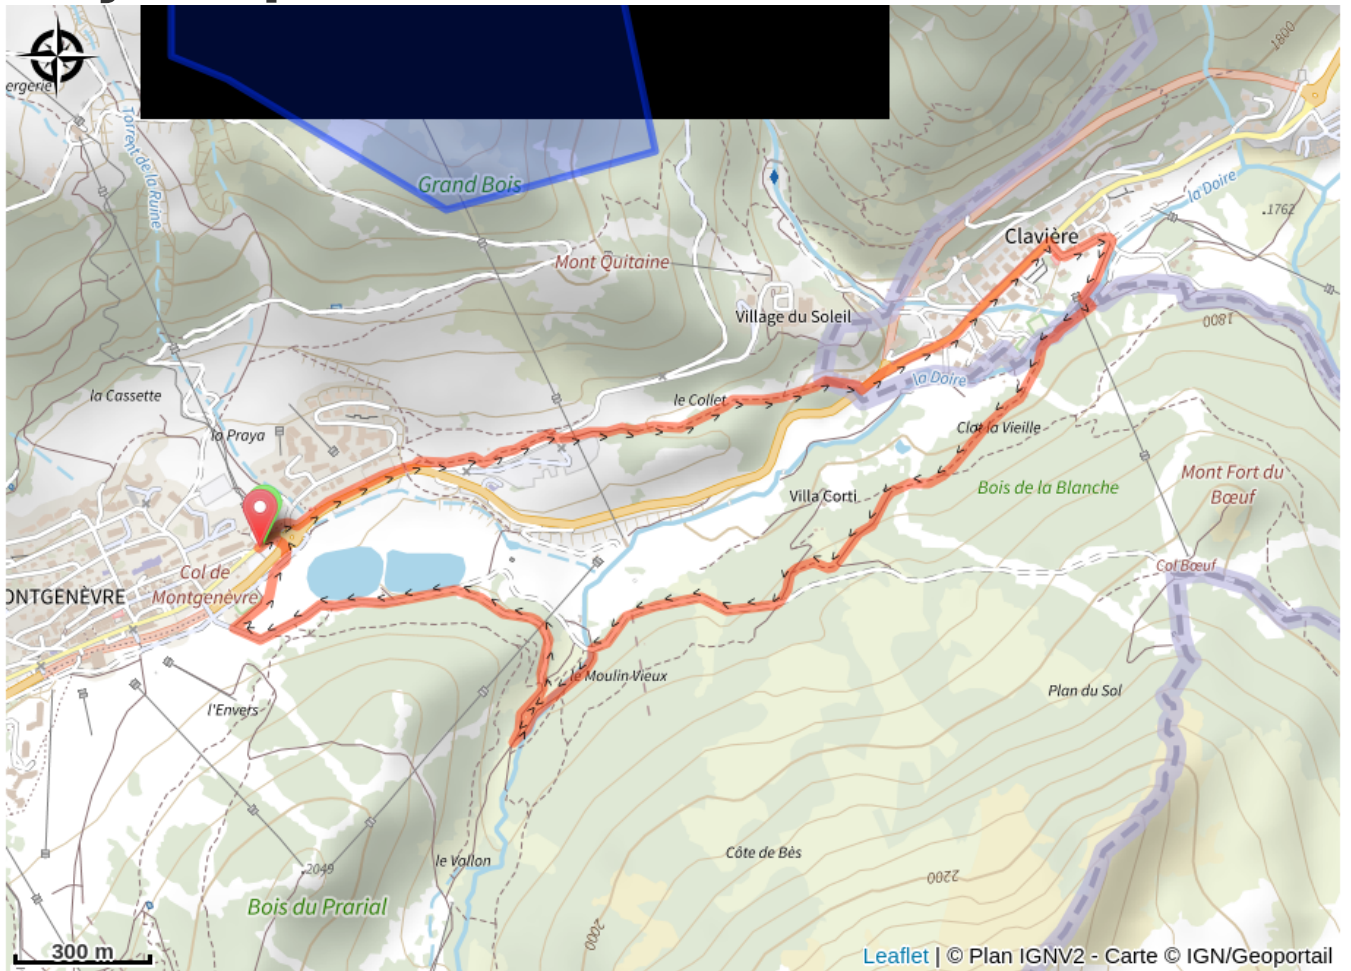 ergerie
Torrent de la Ruine
1800
Grand Bois
la Doire
.1762
Clavière
Mont Quitaine
Village du Soleil
1800
la Doire
la Cassette
le Collet
la Praya
Clot la Vieille
Mont Fort du
Bœuf
Bois de la Blanche
Villa Corti
Col de
Montgenèvre
Col Bœuf
ONTGENÈVRE
le Moulin Vieux
Plan du Sol
l'Envers
Côte de Bès
le Vallon
.2049
2200
Bois du Prarial
2000
300 m
Leaflet | © Plan IGNV2 - Carte © IGN/Geoportail